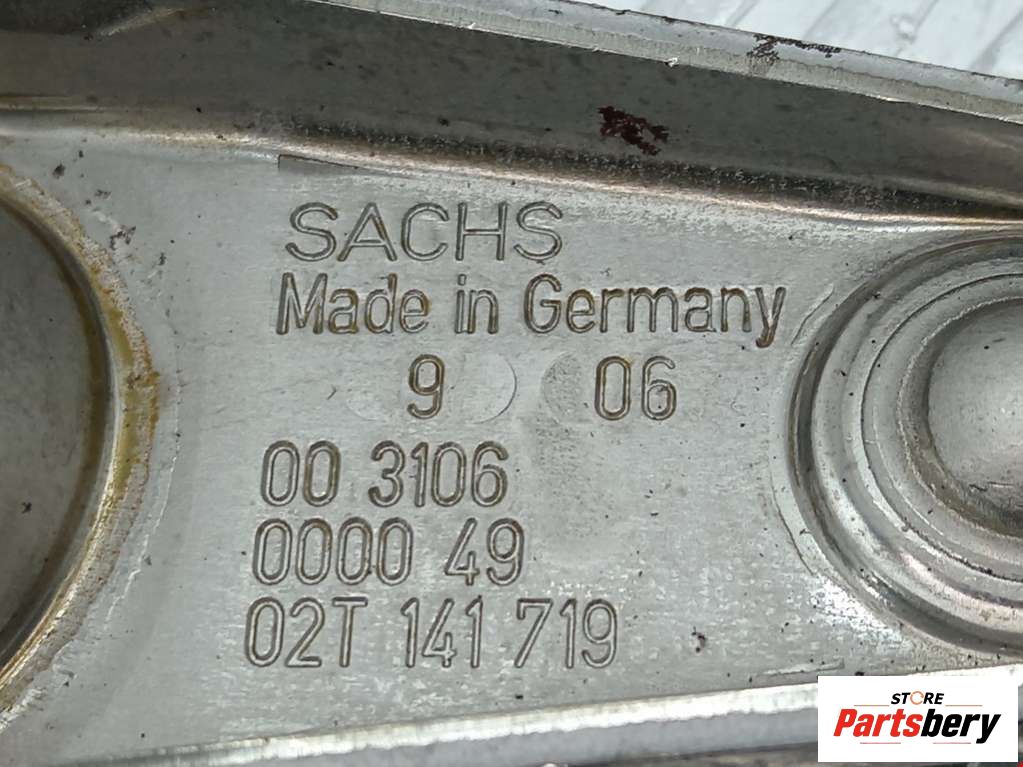 SACHS
Made in Germany
9 06
00 3106
0000 49
02T 141 719
STORE
Partsbery